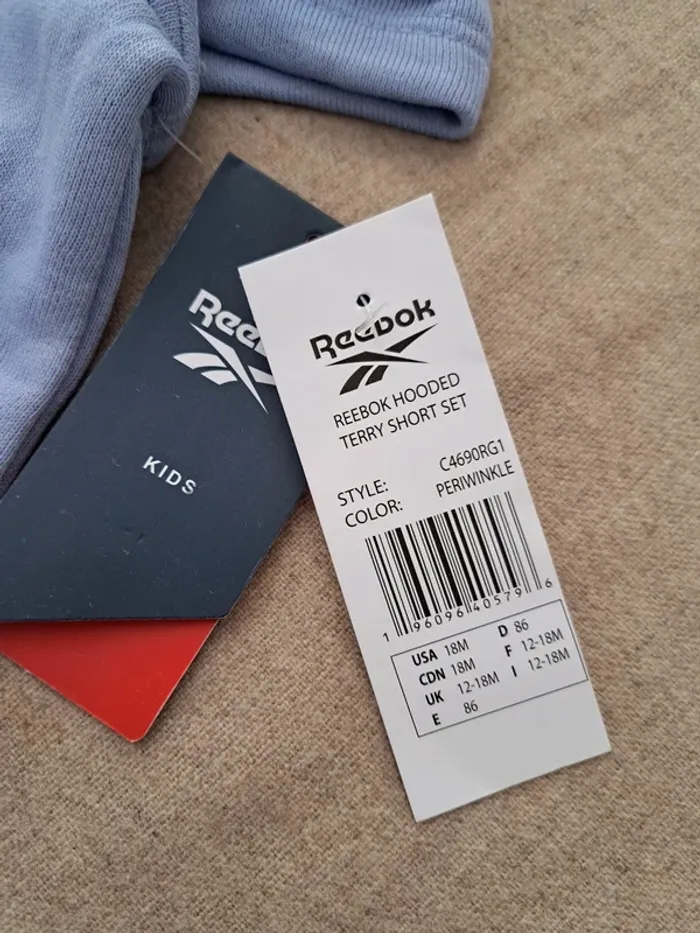 Reebok
KIDS
Reebok
REEBOK HOODED
TERRY SHORT SET
STYLE: C4690RG1
COLOR: PERIWINKLE
1 96096 40579 6
USA 18M D 86
CDN 18M F 12-18M
UK 12-18M I 12-18M
E 86